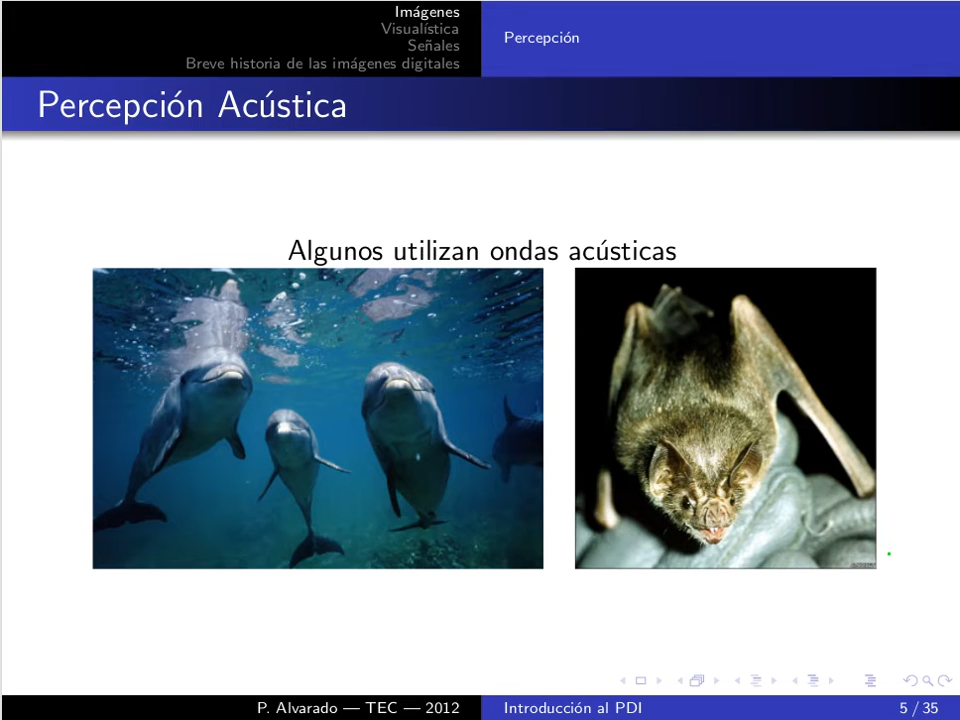 Imágenes
Visualística
Señales
Breve historia de las imágenes digitales
Percepción
Percepción Acústica
Algunos utilizan ondas acústicas
P. Alvarado — TEC — 2012
Introducción al PDI
5 / 35